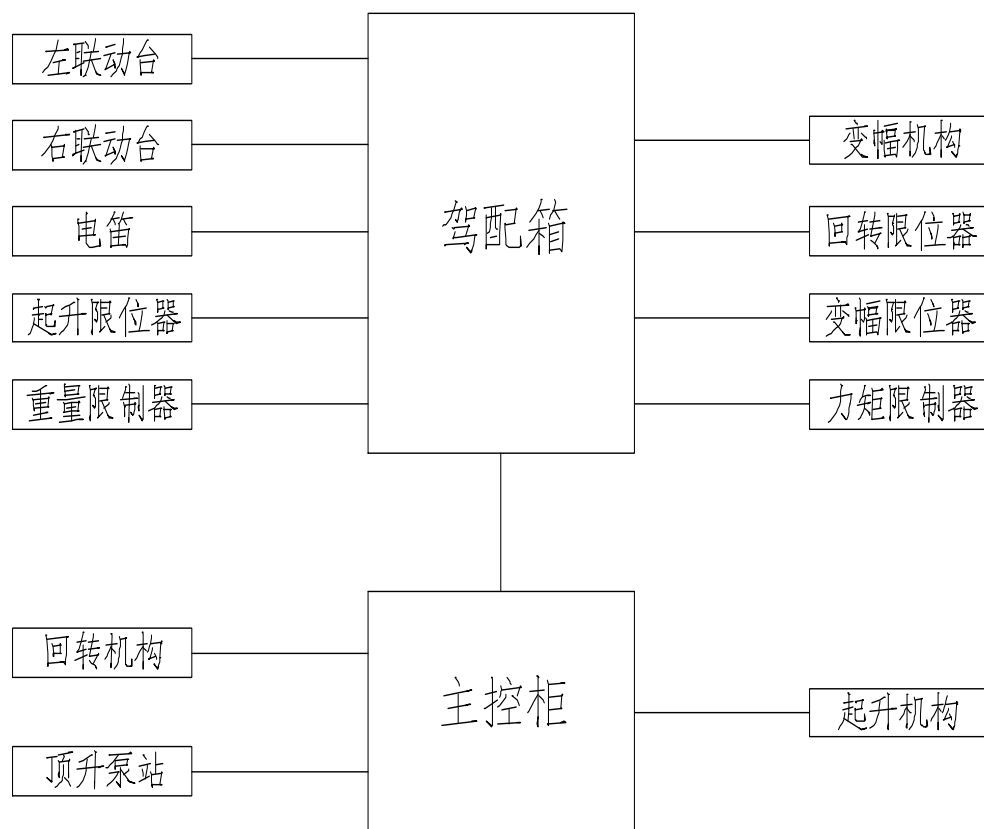 左联动台
右联动台
电笛
起升限位器
重量限制器
驾配箱
变幅机构
回转限位器
变幅限位器
力矩限制器
回转机构
顶升泵站
主控柜
起升机构